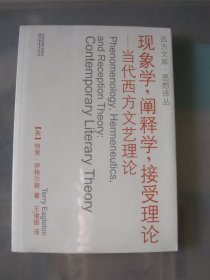 西方文库 思想译丛
现象学，阐释学，接受理论
——当代西方文艺理论
Phenomenology, Hermeneutics,
and Reception Theory:
Contemporary Literary Theory
【英】特里·伊格尔顿 著
王逢振 译
Terry Eagleton